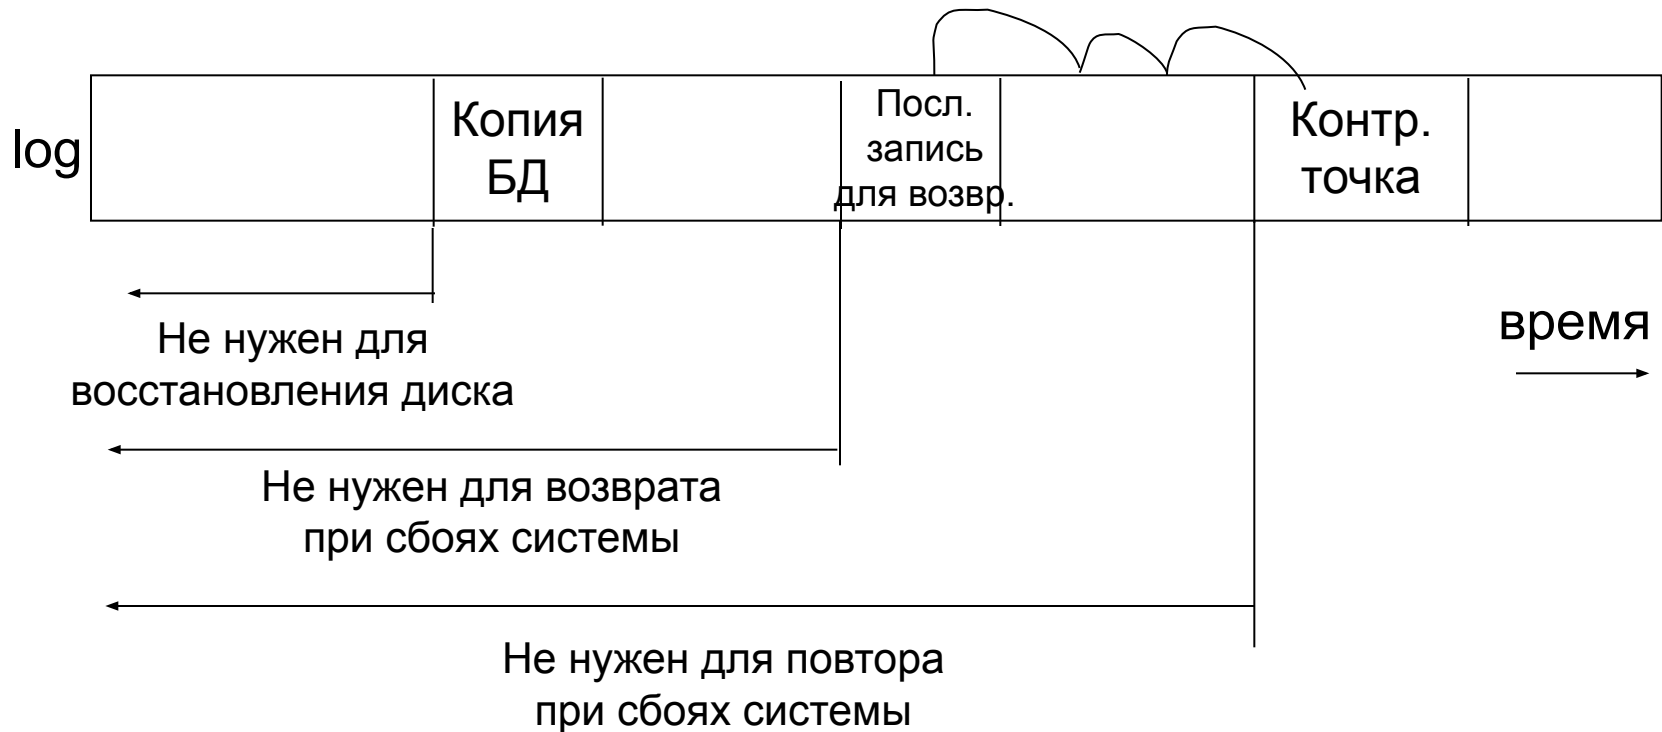 log
Копия
БД
Посл.
запись
для возвр.
Контр.
точка
Не нужен для
восстановления диска
время
Не нужен для возврата
при сбоях системы
Не нужен для повтора
при сбоях системы